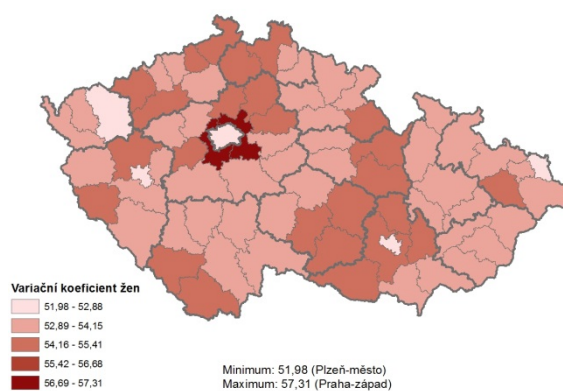 Variační koeficient žen
51,98 - 52,88
52,89 - 54,15
54,16 - 55,41
55,42 - 56,68
56,69 - 57,31
Minimum: 51,98 (Plzeň-město)
Maximum: 57,31 (Praha-západ)